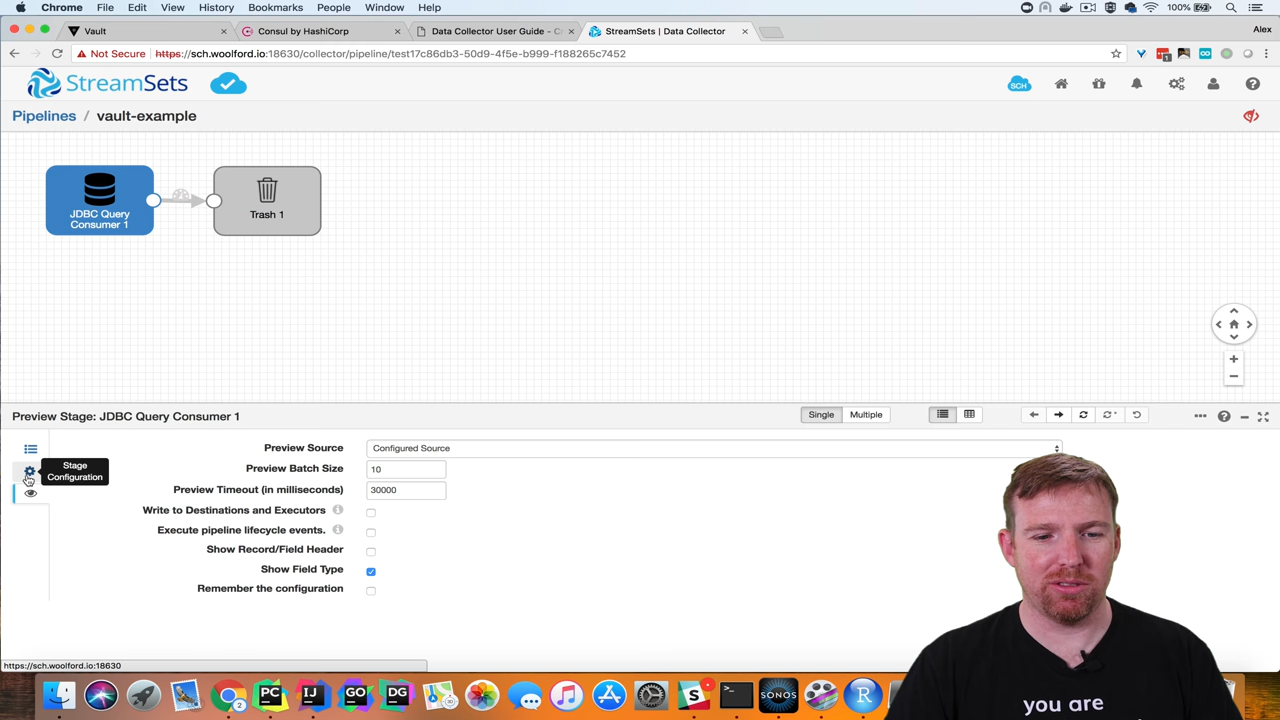 Chrome File Edit View History Bookmarks People Window Help 100%
Vault
Consul by HashiCorp
Data Collector User Guide - C
StreamSets | Data Collector
Alex
Not Secure https://sch.woolford.io:18630/collector/pipeline/test17c86db3-50d9-4f5e-b999-f188265c7452
1
StreamSets
SCH
Pipelines / vault-example
JDBC Query
Consumer 1
Trash 1
Preview Stage: JDBC Query Consumer 1
Single Multiple
Stage
Configuration
Preview Source Configured Source
Preview Batch Size 10
Preview Timeout (in milliseconds) 30000
Write to Destinations and Executors
Execute pipeline lifecycle events.
Show Record/Field Header
Show Field Type
Remember the configuration
https://sch.woolford.io:18630
2
PC
IJ
GO
DG
S
SONOS
R
you are